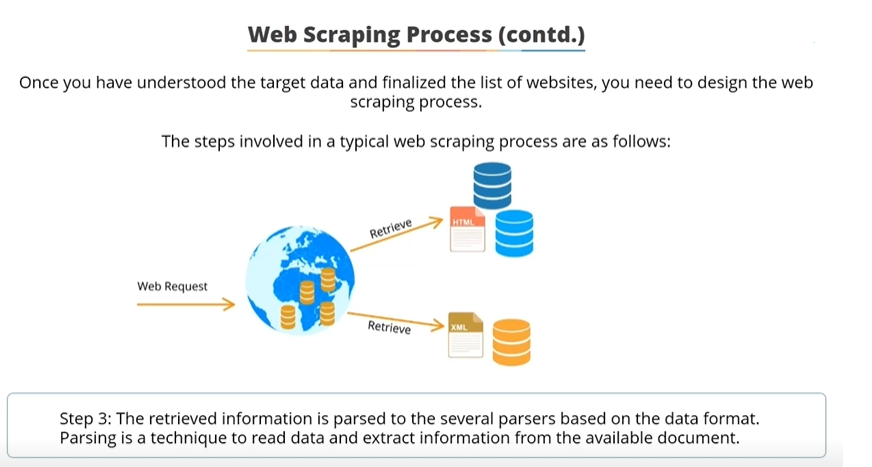 Web Scraping Process (contd.)
Once you have understood the target data and finalized the list of websites, you need to design the web
scraping process.
The steps involved in a typical web scraping process are as follows:
Retrieve
HTML
Web Request
Retrieve
XML
Step 3: The retrieved information is parsed to the several parsers based on the data format.
Parsing is a technique to read data and extract information from the available document.